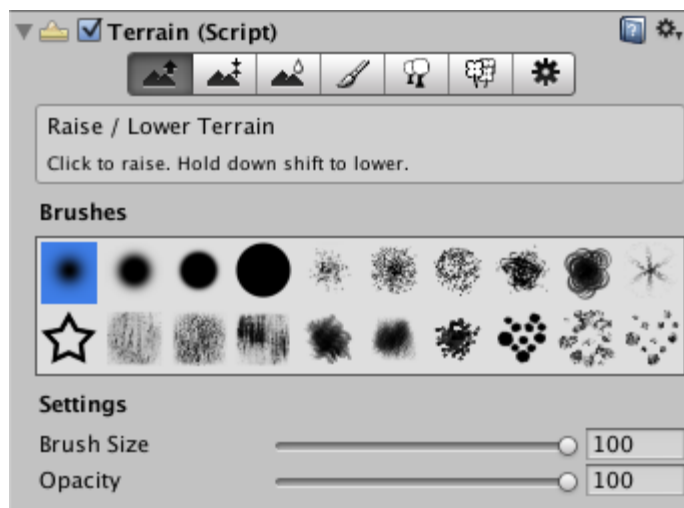 Terrain (Script)
Raise / Lower Terrain
Click to raise. Hold down shift to lower.
Brushes
Settings
Brush Size 100
Opacity 100